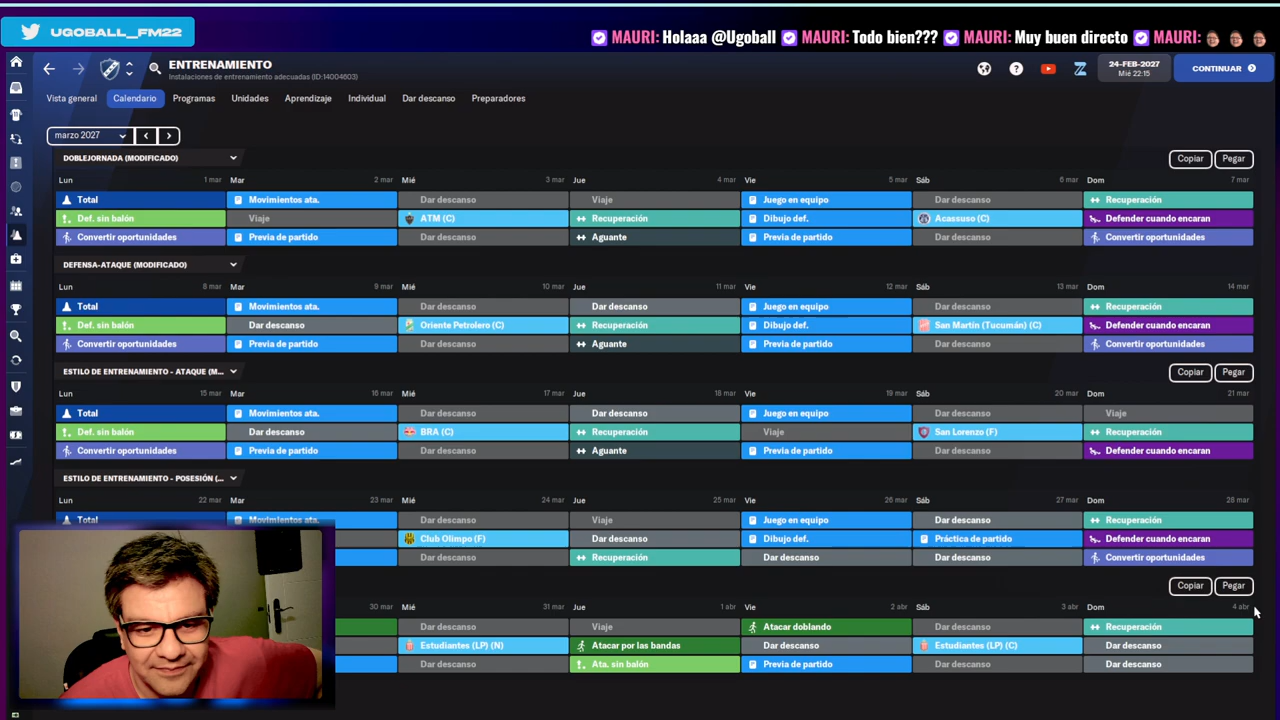 UGOBALL_FM22
MAURI: Holaaa @Ugoball MAURI: Todo bien??? MAURI: Muy buen directo MAURI:
ENTRENAMIENTO
Instalaciones de entrenamiento adecuadas (ID:14004603)
24-FEB-2027
Mié 22:15
CONTINUAR
Vista general Calendario Programas Unidades Aprendizaje Individual Dar descanso Preparadores
marzo 2027
DOBLEJORNADA (MODIFICADO) Copiar Pegar
Lun 1 mar Mar 2 mar Mié 3 mar Jue 4 mar Vie 5 mar Sáb 6 mar Dom 7 mar
Total Movimientos ata. Dar descanso Viaje Juego en equipo Dar descanso Recuperación
Def. sin balón Viaje ATM (C) Recuperación Dibujo def. Acassuso (C) Defender cuando encaran
Convertir oportunidades Previa de partido Dar descanso Aguante Previa de partido Dar descanso Convertir oportunidades
DEFENSA-ATAQUE (MODIFICADO)
Lun 8 mar Mar 9 mar Mié 10 mar Jue 11 mar Vie 12 mar Sáb 13 mar Dom 14 mar
Total Movimientos ata. Dar descanso Dar descanso Juego en equipo Dar descanso Recuperación
Def. sin balón Dar descanso Oriente Petrolero (C) Recuperación Dibujo def. San Martín (Tucumán) (C) Defender cuando encaran
Convertir oportunidades Previa de partido Dar descanso Aguante Previa de partido Dar descanso Convertir oportunidades
ESTILO DE ENTRENAMIENTO - ATAQUE (M... Copiar Pegar
Lun 15 mar Mar 16 mar Mié 17 mar Jue 18 mar Vie 19 mar Sáb 20 mar Dom 21 mar
Total Movimientos ata. Dar descanso Dar descanso Juego en equipo Dar descanso Viaje
Def. sin balón Dar descanso BRA (C) Recuperación Viaje San Lorenzo (F) Recuperación
Convertir oportunidades Previa de partido Dar descanso Aguante Previa de partido Dar descanso Defender cuando encaran
ESTILO DE ENTRENAMIENTO - POSESIÓN (... Copiar Pegar
Lun 22 mar Mar 23 mar Mié 24 mar Jue 25 mar Vie 26 mar Sáb 27 mar Dom 28 mar
Total Movimientos ata. Dar descanso Viaje Juego en equipo Dar descanso Recuperación
Club Olimpo (F) Dar descanso Dibujo def. Práctica de partido Defender cuando encaran
Dar descanso Recuperación Dar descanso Dar descanso Convertir oportunidades
Copiar Pegar
30 mar Mié 31 mar Jue 1 abr Vie 2 abr Sáb 3 abr Dom 4 abr
Dar descanso Viaje Atacar doblando Dar descanso Recuperación
Estudiantes (LP) (N) Atacar por las bandas Dar descanso Estudiantes (LP) (C) Dar descanso
Dar descanso Ata. sin balón Previa de partido Dar descanso Dar descanso